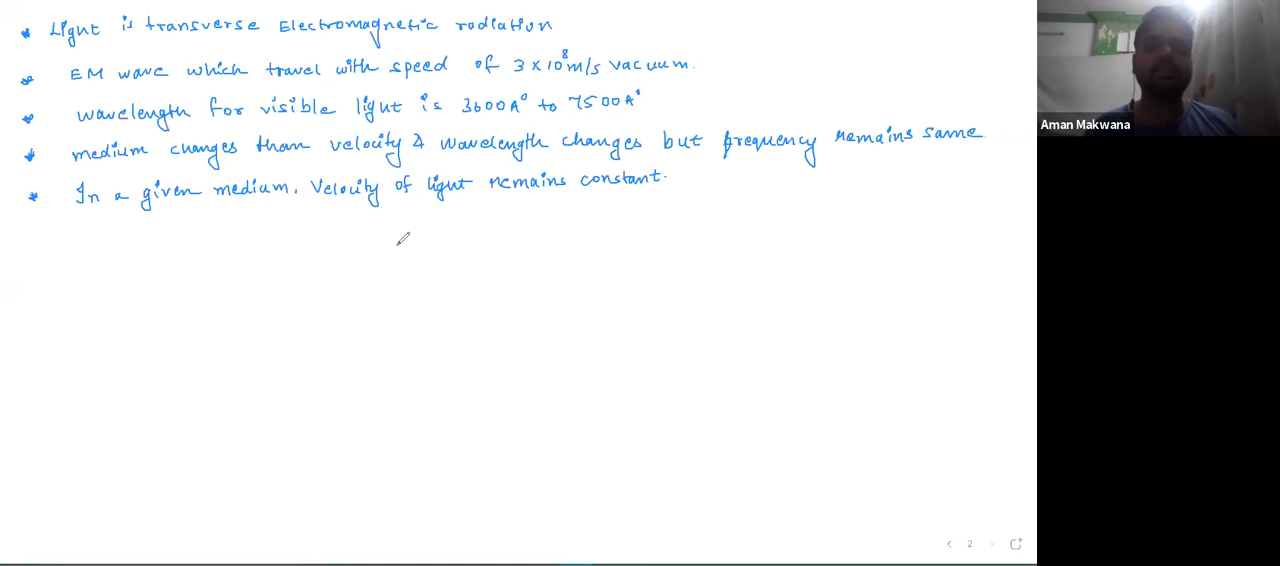 * Light is transverse Electromagnetic radiation
* EM wave which travel with speed of 3 × 10⁸ m/s vacuum.
* wavelength for visible light is 3600 A° to 7500 A°
* medium changes than velocity & wavelength changes but frequency remains same.
* In a given medium, Velocity of light remains constant.
Aman Makwana
2